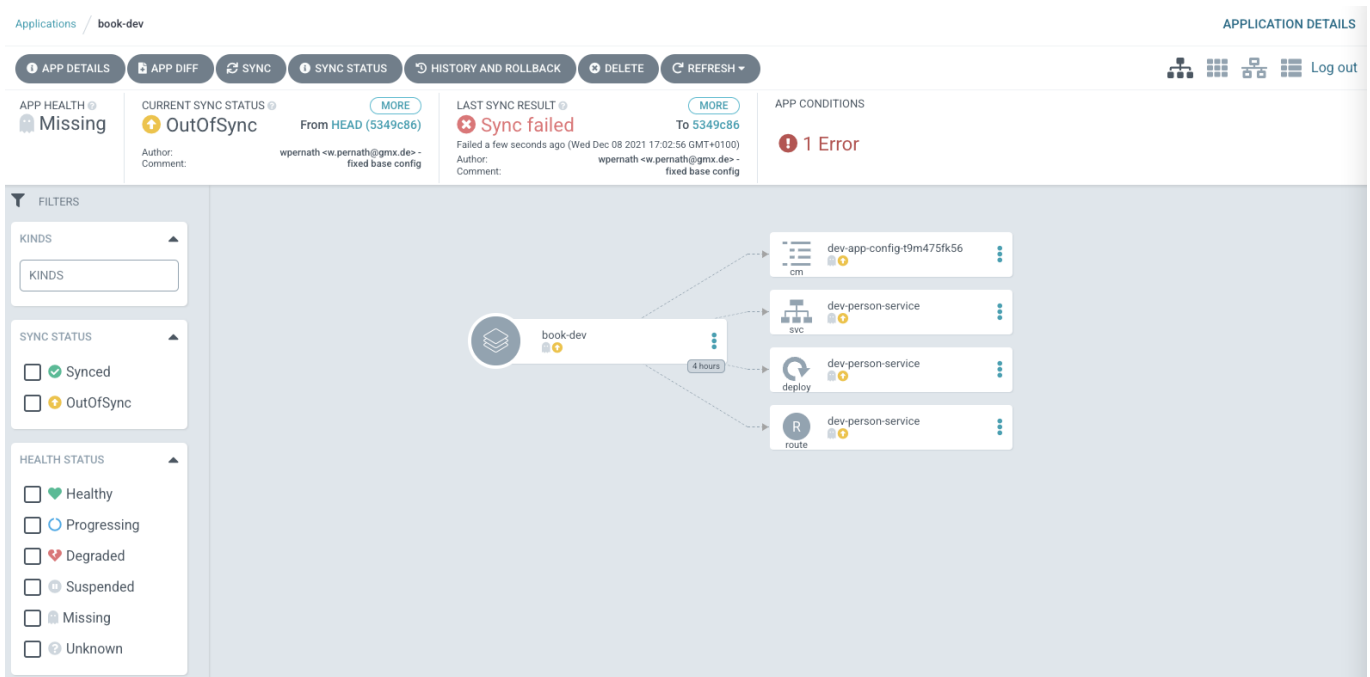 Applications / book-dev
APPLICATION DETAILS
APP DETAILS
APP DIFF
SYNC
SYNC STATUS
HISTORY AND ROLLBACK
DELETE
REFRESH
Log out
APP HEALTH
Missing
CURRENT SYNC STATUS
MORE
OutOfSync
From HEAD (5349c86)
Author: wpernath <w.pernath@gmx.de> -
Comment: fixed base config
LAST SYNC RESULT
MORE
Sync failed
To 5349c86
Failed a few seconds ago (Wed Dec 08 2021 17:02:56 GMT+0100)
Author: wpernath <w.pernath@gmx.de> -
Comment: fixed base config
APP CONDITIONS
1 Error
FILTERS
KINDS
KINDS
SYNC STATUS
Synced
OutOfSync
HEALTH STATUS
Healthy
Progressing
Degraded
Suspended
Missing
Unknown
book-dev
4 hours
dev-app-config-t9m475fk56
cm
dev-person-service
svc
dev-person-service
deploy
dev-person-service
R
route